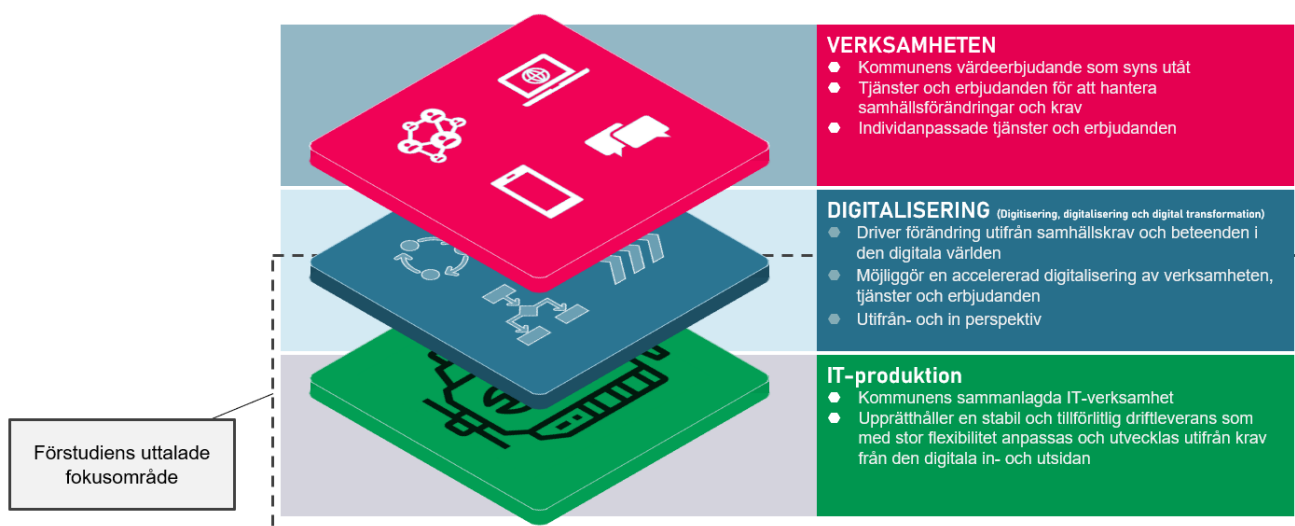 VERKSAMHETEN
Kommunens värdeerbjudande som syns utåt
Tjänster och erbjudanden för att hantera
samhällsförändringar och krav
Individanpassade tjänster och erbjudanden
DIGITALISERING (Digitisering, digitalisering och digital transformation)
Driver förändring utifrån samhällskrav och beteenden i
den digitala världen
Möjliggör en accelererad digitalisering av verksamheten,
tjänster och erbjudanden
Utifrån- och in perspektiv
IT-produktion
Kommunens sammanlagda IT-verksamhet
Upprätthåller en stabil och tillförlitlig driftleverans som
med stor flexibilitet anpassas och utvecklas utifrån krav
från den digitala in- och utsidan
Förstudiens uttalade
fokusområde